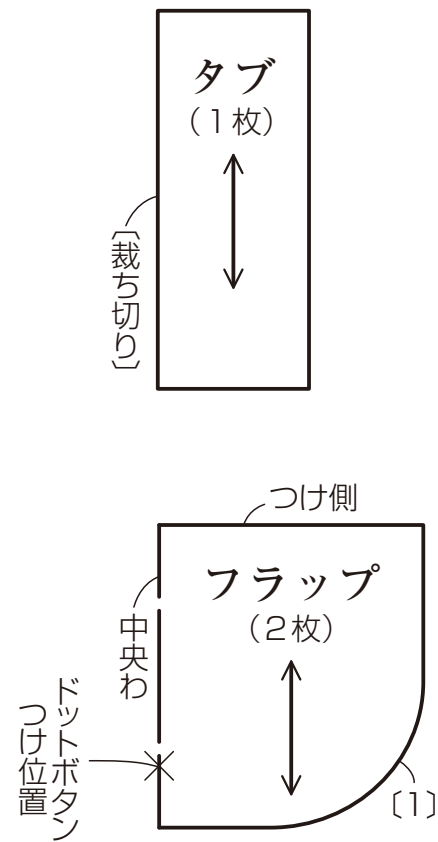 タブ
（1枚）
〔裁ち切り〕
つけ側
フラップ
（2枚）
中央わ
ドットボタン
つけ位置
〔1〕